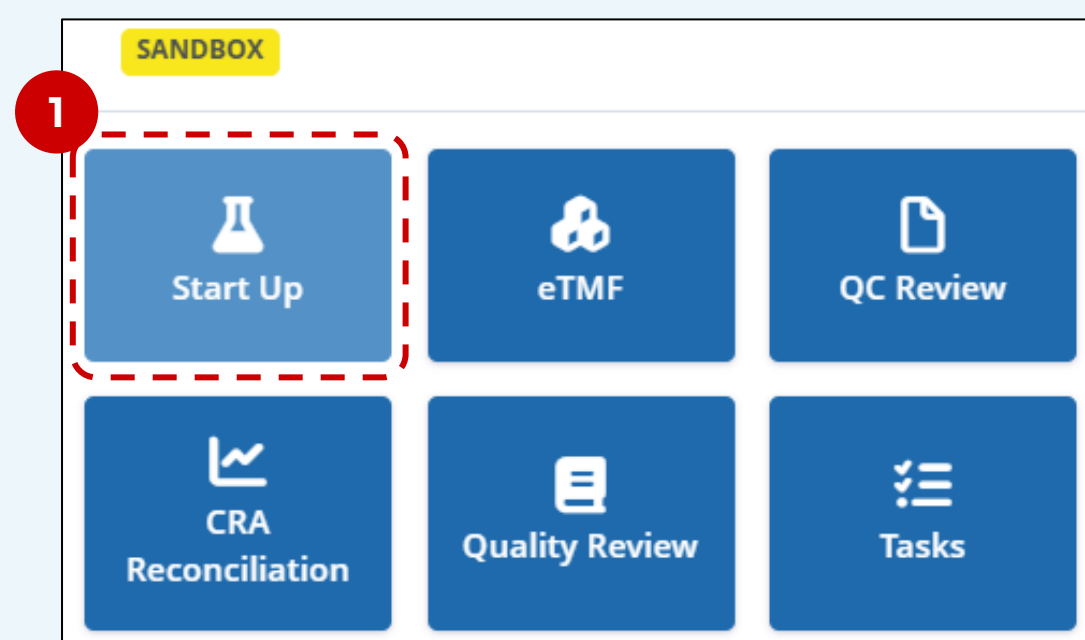 SANDBOX
1
Start Up
eTMF
QC Review
CRA
Reconciliation
Quality Review
Tasks